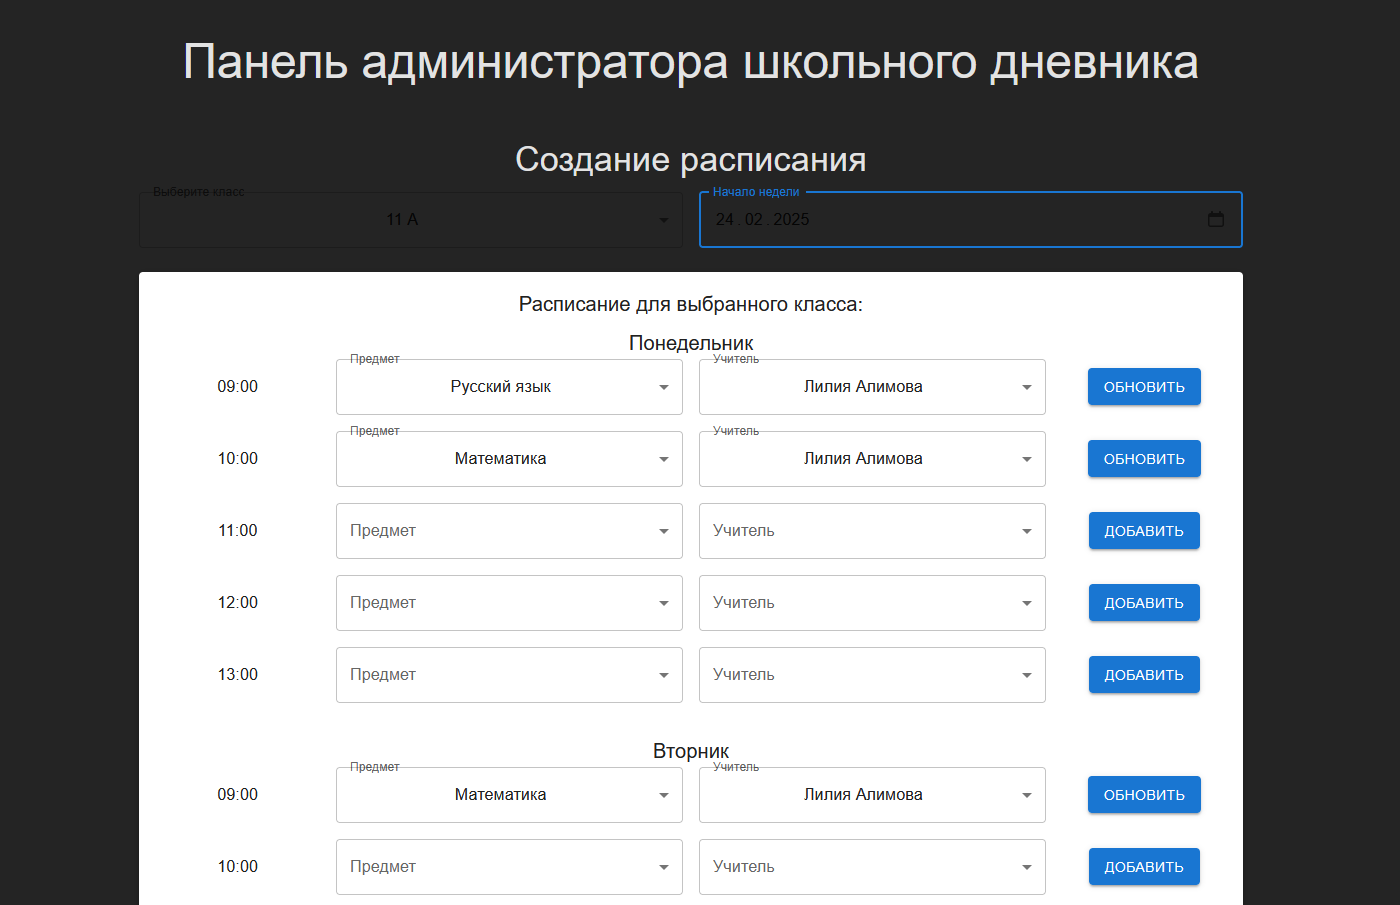 Панель администратора школьного дневника
Создание расписания
Выберите класс
11 А
Начало недели
24.02.2025
Расписание для выбранного класса:
Понедельник
09:00
Предмет
Русский язык
Учитель
Лилия Алимова
ОБНОВИТЬ
10:00
Предмет
Математика
Учитель
Лилия Алимова
ОБНОВИТЬ
11:00
Предмет
Учитель
ДОБАВИТЬ
12:00
Предмет
Учитель
ДОБАВИТЬ
13:00
Предмет
Учитель
ДОБАВИТЬ
Вторник
09:00
Предмет
Математика
Учитель
Лилия Алимова
ОБНОВИТЬ
10:00
Предмет
Учитель
ДОБАВИТЬ